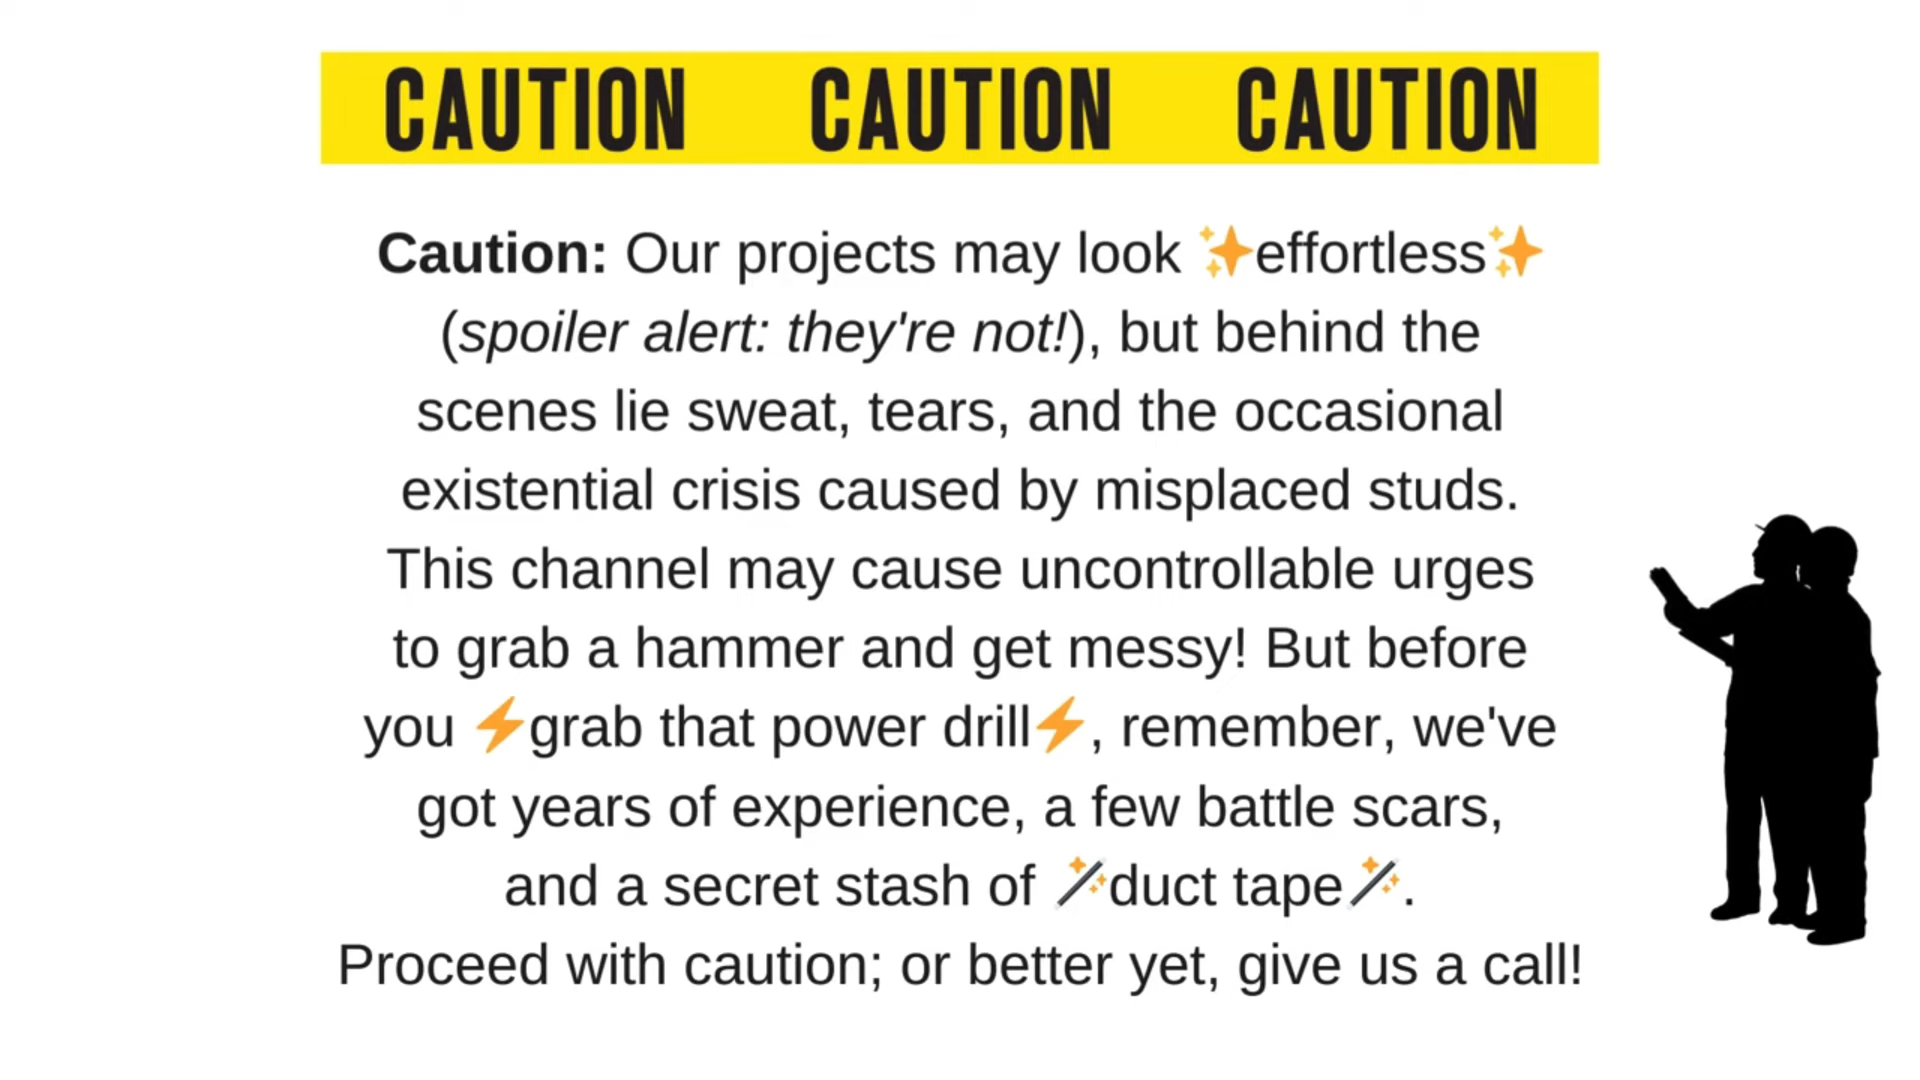 CAUTION CAUTION CAUTION
Caution: Our projects may look ✨effortless✨
(spoiler alert: they're not!), but behind the
scenes lie sweat, tears, and the occasional
existential crisis caused by misplaced studs.
This channel may cause uncontrollable urges
to grab a hammer and get messy! But before
you ⚡grab that power drill⚡, remember, we've
got years of experience, a few battle scars,
and a secret stash of 🪄duct tape🪄.
Proceed with caution; or better yet, give us a call!